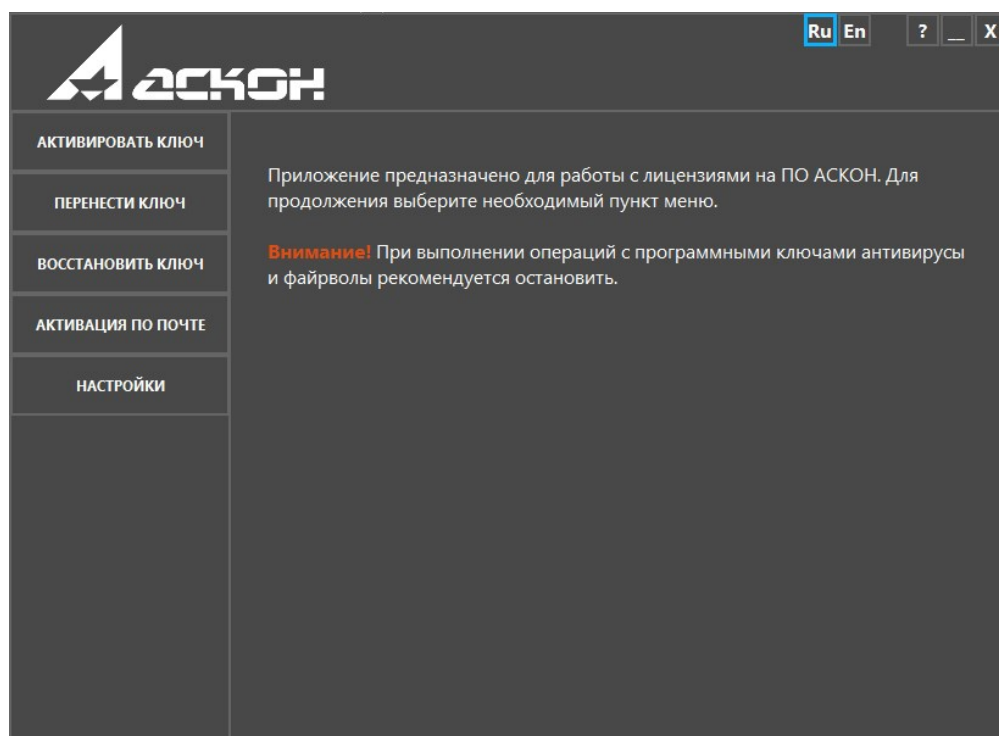 Ru En ? __ X
АСКОН
АКТИВИРОВАТЬ КЛЮЧ
ПЕРЕНЕСТИ КЛЮЧ
ВОССТАНОВИТЬ КЛЮЧ
АКТИВАЦИЯ ПО ПОЧТЕ
НАСТРОЙКИ
Приложение предназначено для работы с лицензиями на ПО АСКОН. Для
продолжения выберите необходимый пункт меню.
Внимание! При выполнении операций с программными ключами антивирусы
и файрволы рекомендуется остановить.